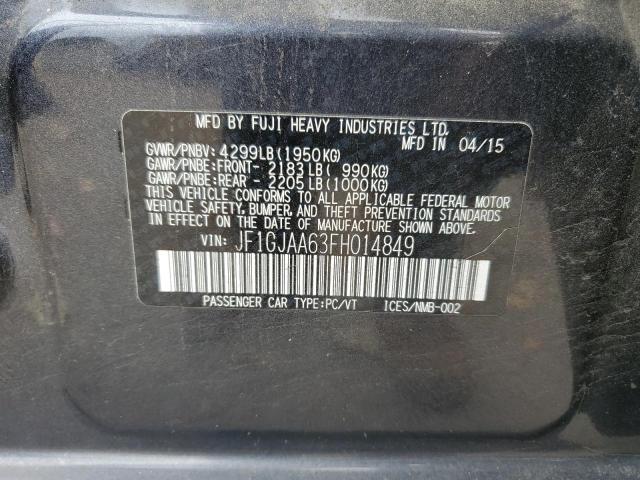 MFD BY FUJI HEAVY INDUSTRIES LTD.
MFD IN 04/15
GVWR/PNBV: 4299LB(1950KG)
GAWR/PNBE:FRONT- 2183LB( 990KG)
GAWR/PNBE:REAR - 2205LB(1000KG)
THIS VEHICLE CONFORMS TO ALL APPLICABLE FEDERAL MOTOR
VEHICLE SAFETY, BUMPER, AND THEFT PREVENTION STANDARDS
IN EFFECT ON THE DATE OF MANUFACTURE SHOWN ABOVE.
VIN: JF1GJAA63FH014849
PASSENGER CAR TYPE:PC/VT ICES/NMB-002